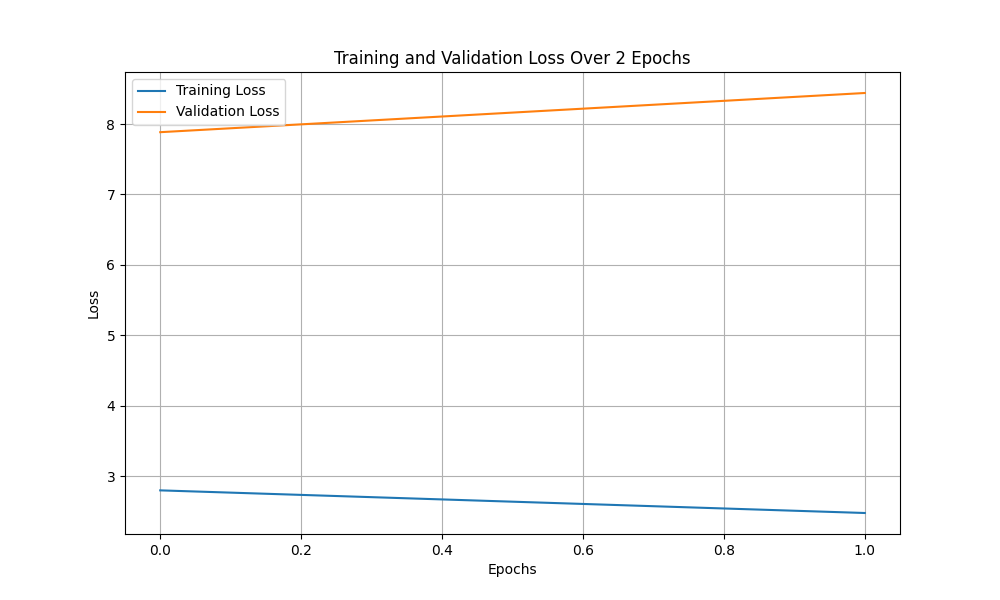 Training and Validation Loss Over 2 Epochs
Training Loss
Validation Loss
8
7
6
5
4
3
Loss
0.0 0.2 0.4 0.6 0.8 1.0
Epochs